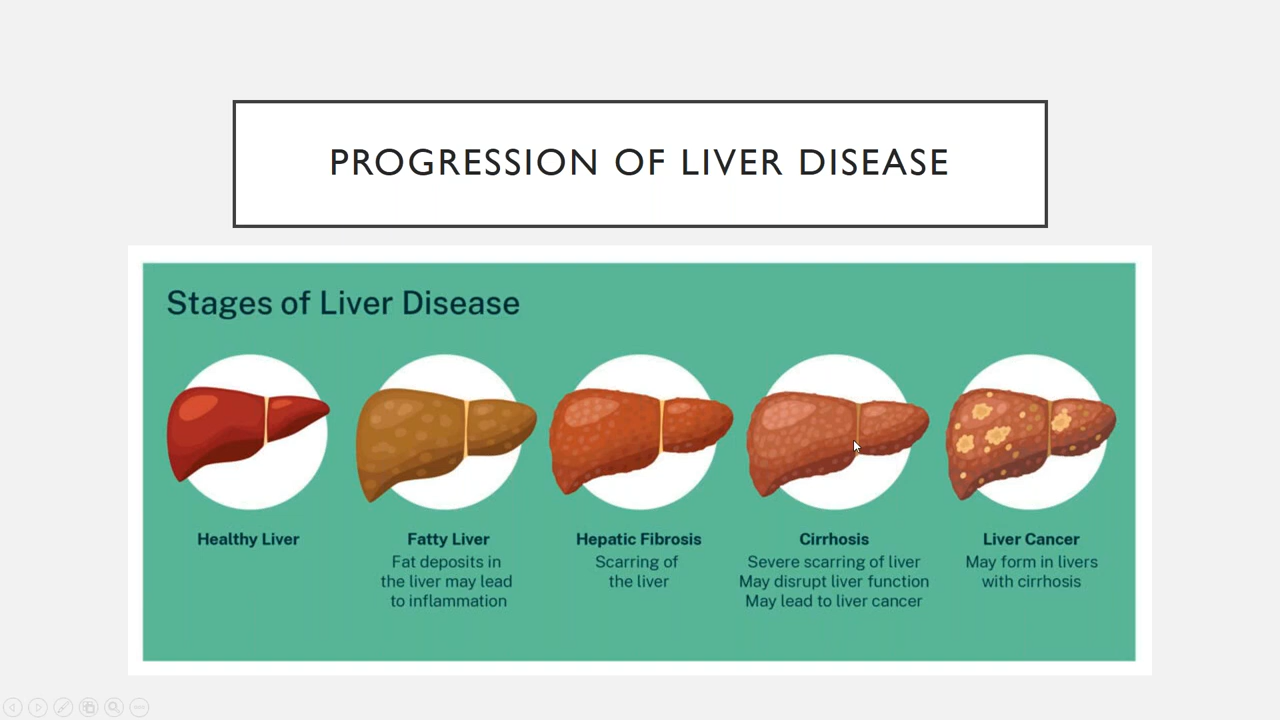 PROGRESSION OF LIVER DISEASE
Stages of Liver Disease
Healthy Liver
Fatty Liver
Fat deposits in
the liver may lead
to inflammation
Hepatic Fibrosis
Scarring of
the liver
Cirrhosis
Severe scarring of liver
May disrupt liver function
May lead to liver cancer
Liver Cancer
May form in livers
with cirrhosis